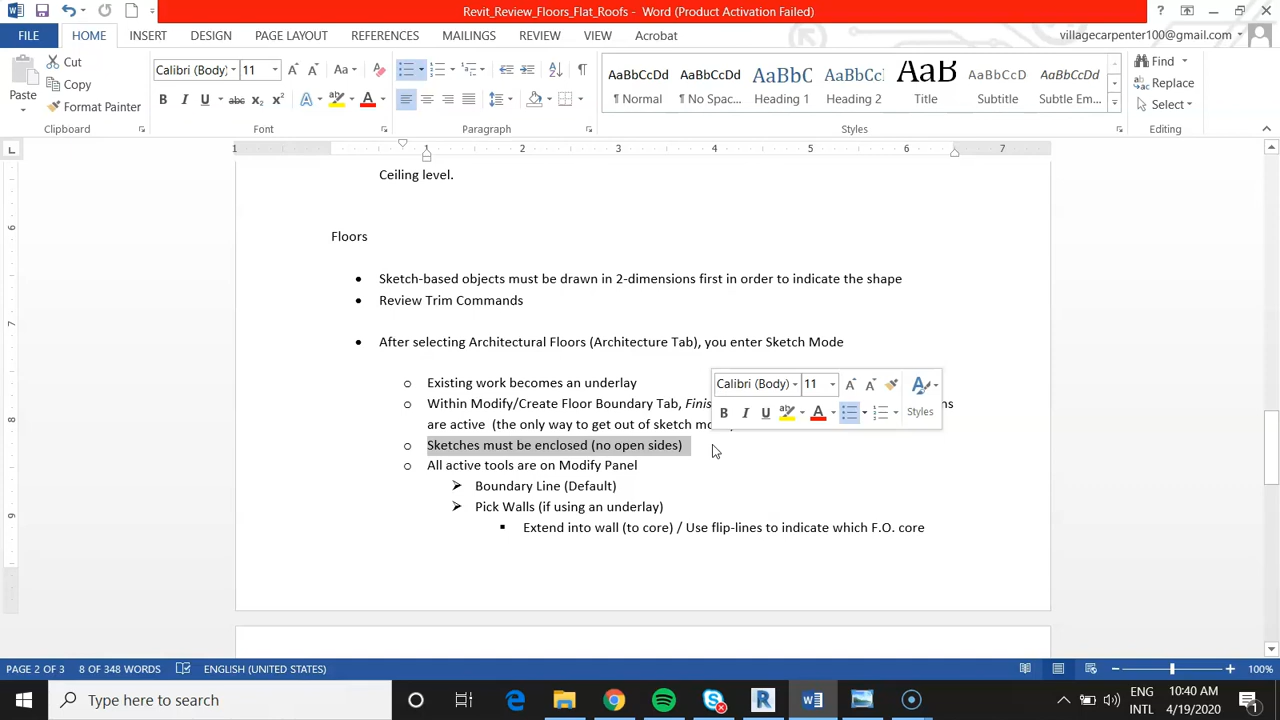 Revit_Review_Floors_Flat_Roofs - Word (Product Activation Failed)
FILE HOME INSERT DESIGN PAGE LAYOUT REFERENCES MAILINGS REVIEW VIEW Acrobat villagecarpenter100@gmail.com
Paste
Cut
Copy
Format Painter
Clipboard
Calibri (Body) 11
Font
Paragraph
AaBbCcDd AaBbCcDd AaBbC AaBbCc AaB AaBbCcD AaBbCcD
¶ Normal ¶ No Spac... Heading 1 Heading 2 Title Subtitle Subtle Em...
Styles
Find
Replace
Select
Editing
1 1 2 3 4 5 6 7
Ceiling level.
Floors
• Sketch-based objects must be drawn in 2-dimensions first in order to indicate the shape
• Review Trim Commands
• After selecting Architectural Floors (Architecture Tab), you enter Sketch Mode
o Existing work becomes an underlay
o Within Modify/Create Floor Boundary Tab, Finis
are active (the only way to get out of sketch mo
o Sketches must be enclosed (no open sides)
o All active tools are on Modify Panel
➢ Boundary Line (Default)
➢ Pick Walls (if using an underlay)
▪ Extend into wall (to core) / Use flip-lines to indicate which F.O. core
Calibri (Body) 11
B I U A Styles
PAGE 2 OF 3 8 OF 348 WORDS ENGLISH (UNITED STATES) 100%
Type here to search
ENG
INTL
10:40 AM
4/19/2020